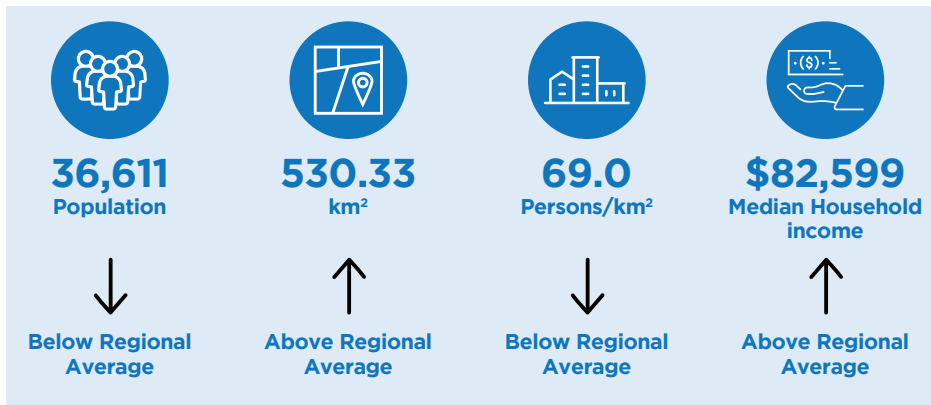 ($)
36,611
Population
530.33
km²
69.0
Persons/km²
$82,599
Median Household
income
Below Regional
Average
Above Regional
Average
Below Regional
Average
Above Regional
Average